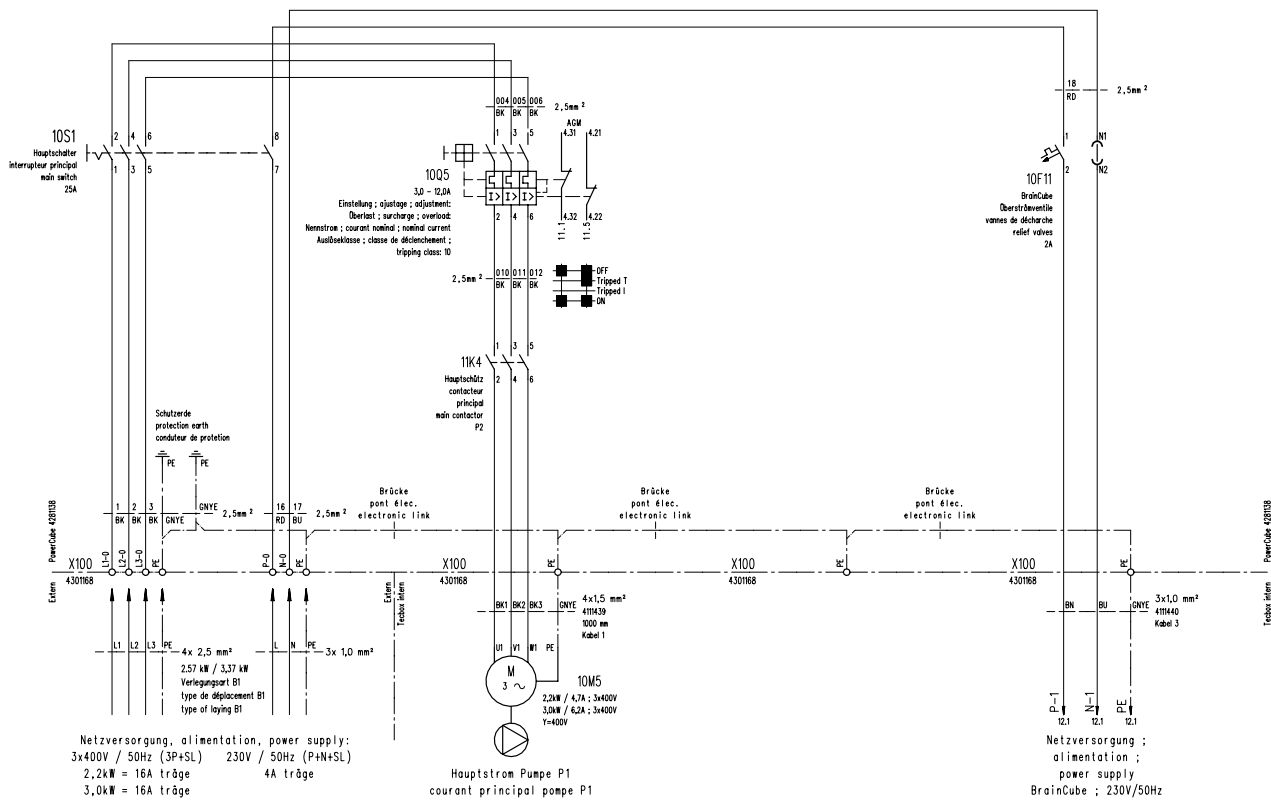 10S1
Hauptschalter
interrupteur principal
main switch
25A
2 4 6
1 3 5
8
7
004 005 006
BK BK BK
2,5mm²
AGM
4.31 4.21
1 3 5
10Q5
3,0 - 12,0A
Einstellung ; ajustage ; adjustment:
Überlast ; surcharge ; overload:
Nennstrom ; courant nominal ; nominal current
Auslöseklasse ; classe de déclenchement ;
tripping class: 10
I> I> I>
2 4 6
4.32 4.22
11.1 11.5
2,5mm²
010 011 012
BK BK BK
OFF
Tripped T
Tripped I
ON
11K4
Hauptschütz
contacteur
principal
main contactor
P2
1 3 5
2 4 6
18
RD
2,5mm²
1
2
N1
N2
10F11
BrainCube
Überströmventile
vannes de décharche
relief valves
2A
Schutzerde
protection earth
conduteur de protetion
PE PE
1 2 3
BK BK BK
GNYE
GNYE
2,5mm²
16 17
RD BU
2,5mm²
Brücke
pont élec.
electronic link
Brücke
pont élec.
electronic link
Brücke
pont élec.
electronic link
PowerCube 4281138
Extern
X100
4301168
L1-0 L2-0 L3-0 PE
P-0 N-0 PE
Extern
Tecbox intern
X100
4301168
PE
X100
4301168
PE
X100
4301168
PE
PowerCube 4281138
Tecbox intern
L1 L2 L3 PE
4x 2,5 mm²
2,57 kW / 3,37 kW
Verlegungsart B1
type de déplacement B1
type of laying B1
L N PE
3x 1,0 mm²
BK1 BK2 BK3 GNYE
4x1,5 mm²
4111439
1000 mm
Kabel 1
U1 V1 W1 PE
M
3 ~
10M5
2,2kW / 4,7A ; 3x400V
3,0kW / 6,2A ; 3x400V
Y=400V
BN BU GNYE
3x1,0 mm²
4111440
Kabel 3
P-1 N-1 PE
12.1 12.1 12.1
Netzversorgung, alimentation, power supply:
3x400V / 50Hz (3P+SL) 230V / 50Hz (P+N+SL)
2,2kW = 16A träge 4A träge
3,0kW = 16A träge
Hauptstrom Pumpe P1
courant principal pompe P1
Netzversorgung ;
alimentation ;
power supply
BrainCube ; 230V/50Hz